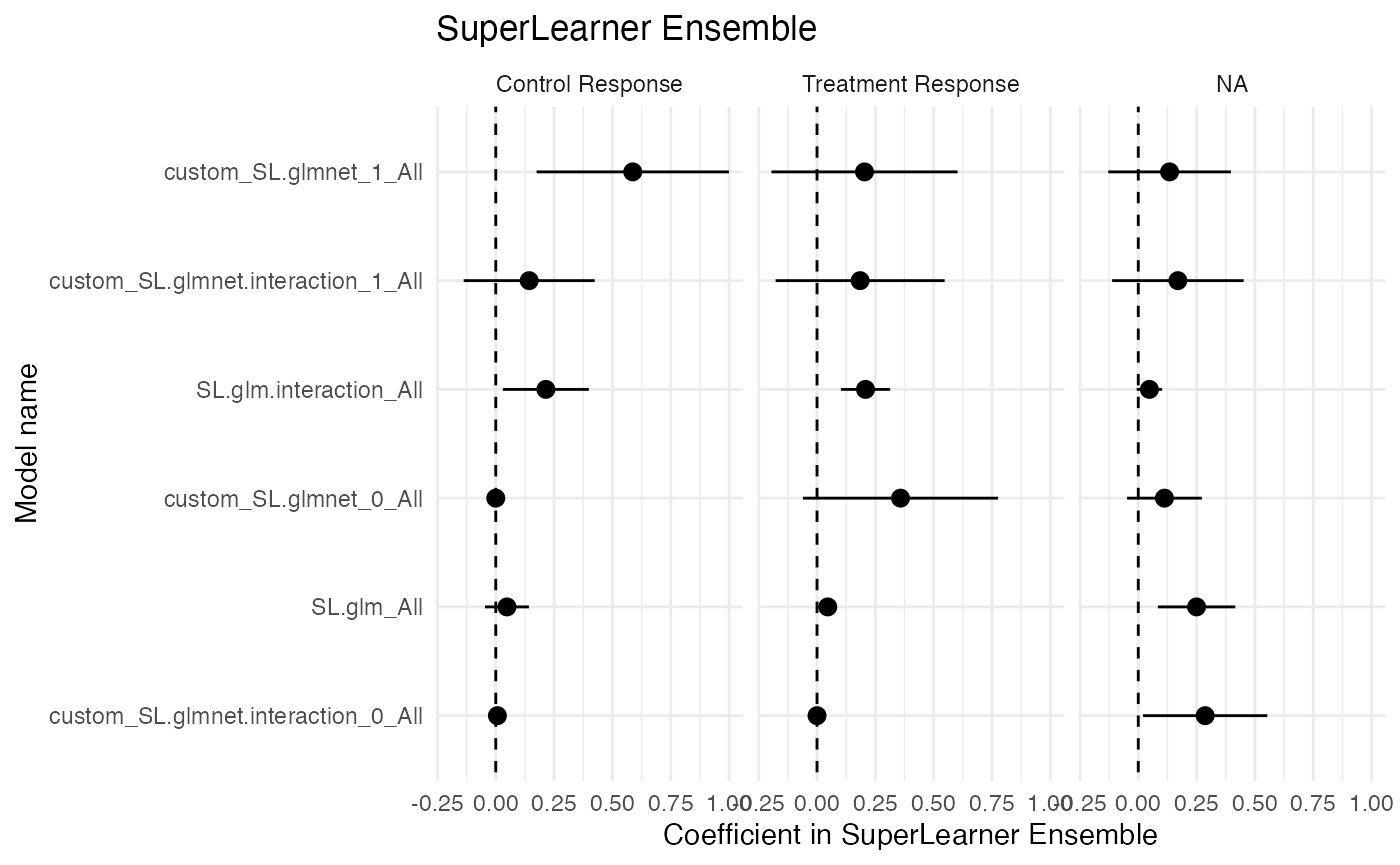 SuperLearner Ensemble
Control Response
Treatment Response
NA
Model name
custom_SL.glmnet_1_All
custom_SL.glmnet.interaction_1_All
SL.glm.interaction_All
custom_SL.glmnet_0_All
SL.glm_All
custom_SL.glmnet.interaction_0_All
-0.25 0.00 0.25 0.50 0.75 1.00
-0.25 0.00 0.25 0.50 0.75 1.00
-0.25 0.00 0.25 0.50 0.75 1.00
Coefficient in SuperLearner Ensemble